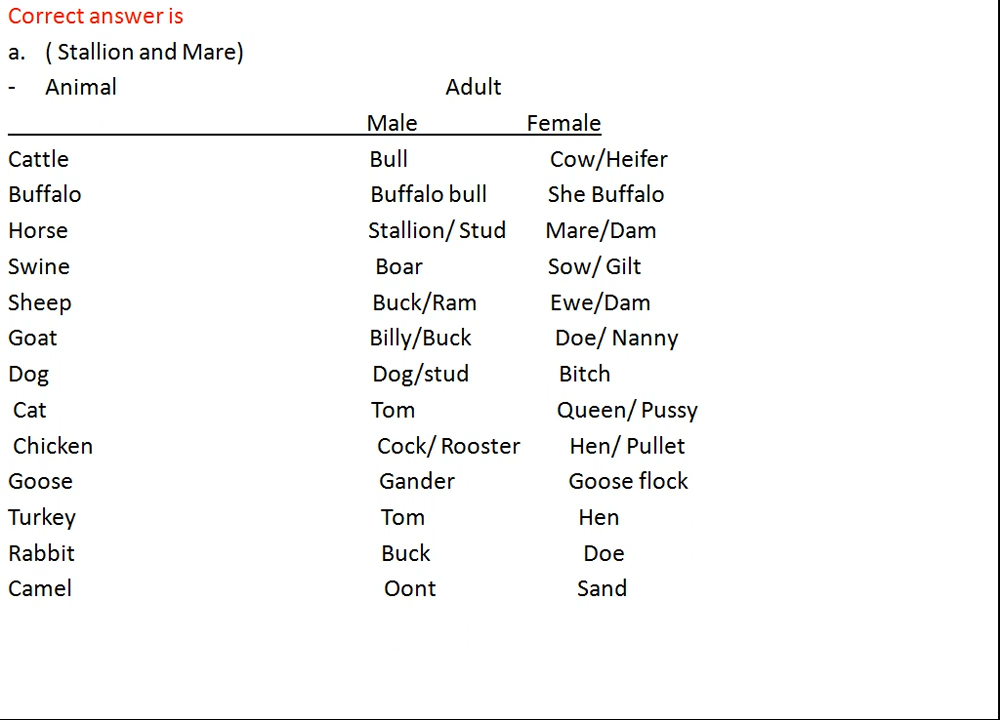 Correct answer is
a. ( Stallion and Mare)
- Animal Adult
Male Female
Cattle Bull Cow/Heifer
Buffalo Buffalo bull She Buffalo
Horse Stallion/ Stud Mare/Dam
Swine Boar Sow/ Gilt
Sheep Buck/Ram Ewe/Dam
Goat Billy/Buck Doe/ Nanny
Dog Dog/stud Bitch
Cat Tom Queen/ Pussy
Chicken Cock/ Rooster Hen/ Pullet
Goose Gander Goose flock
Turkey Tom Hen
Rabbit Buck Doe
Camel Oont Sand